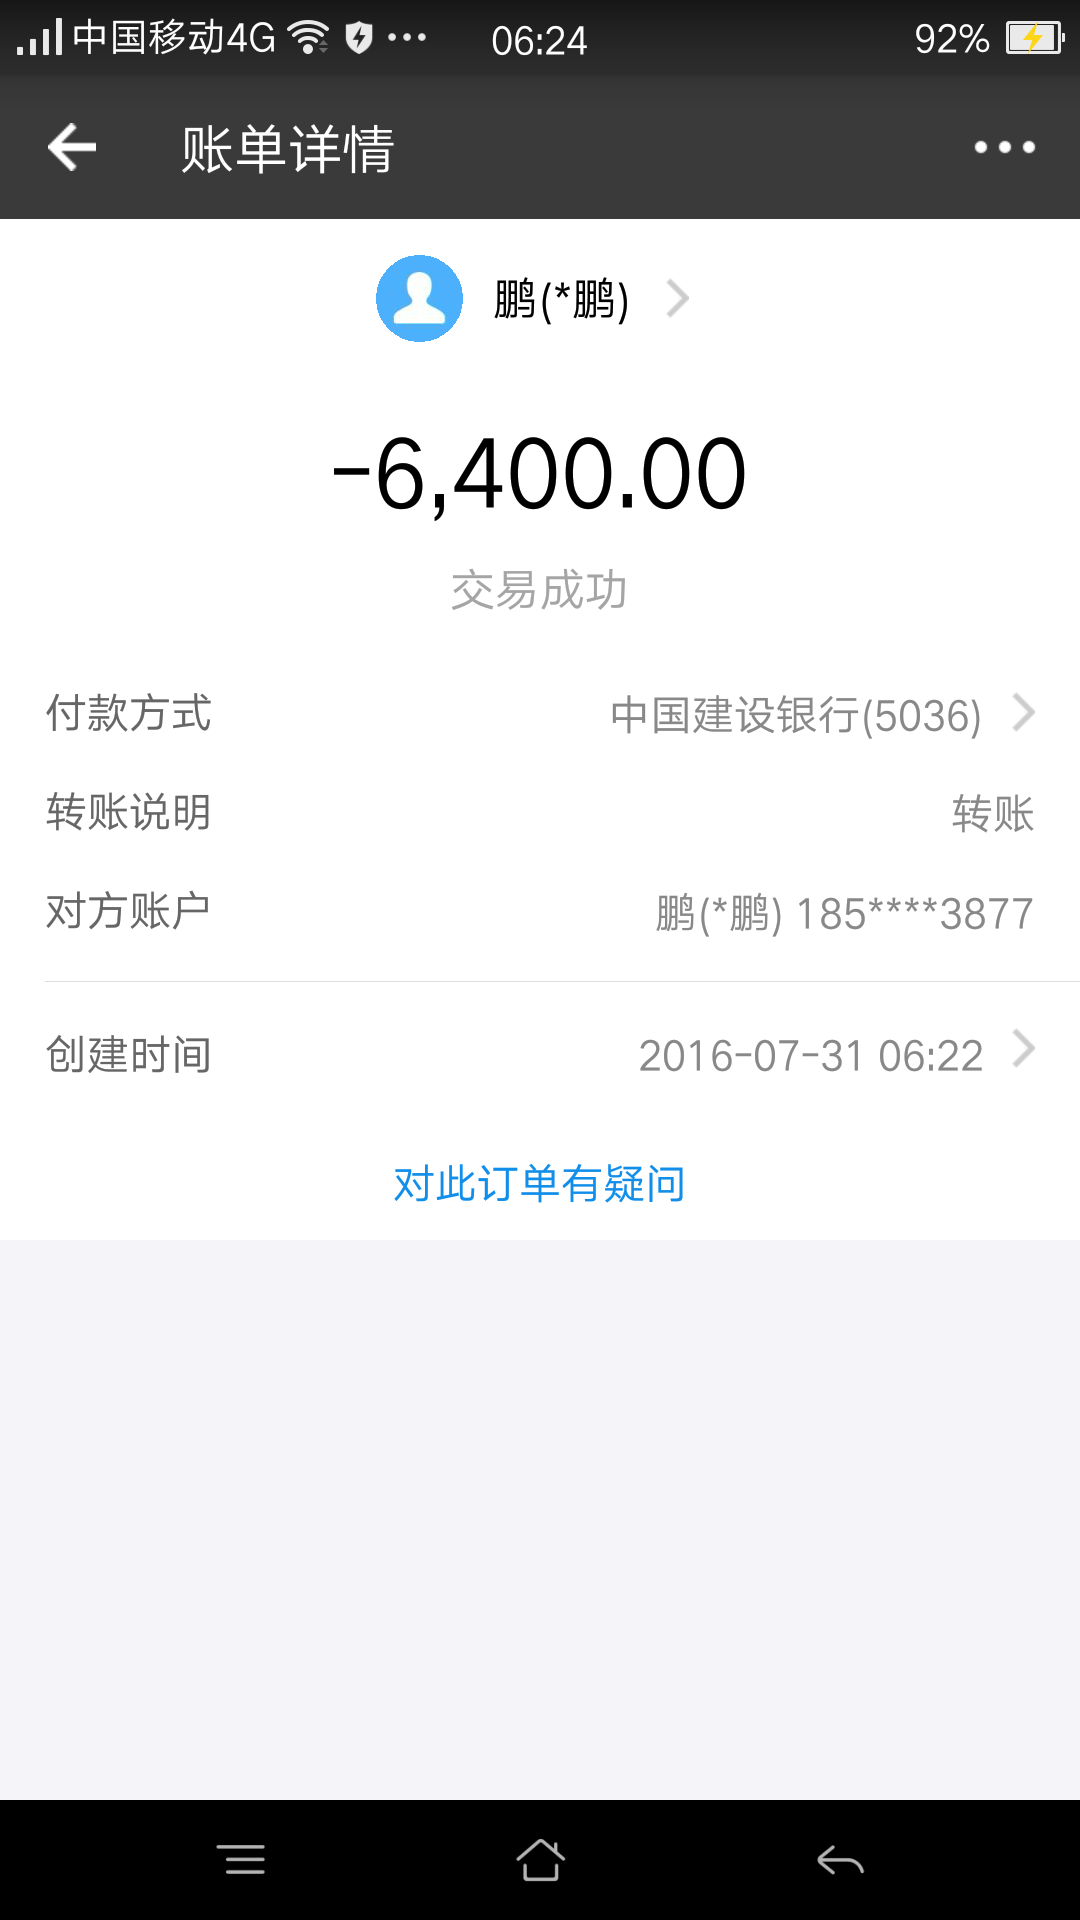 中国移动4G 06:24 92%
账单详情
鹏(*鹏)
-6,400.00
交易成功
付款方式 中国建设银行(5036)
转账说明 转账
对方账户 鹏(*鹏) 185****3877
创建时间 2016-07-31 06:22
对此订单有疑问